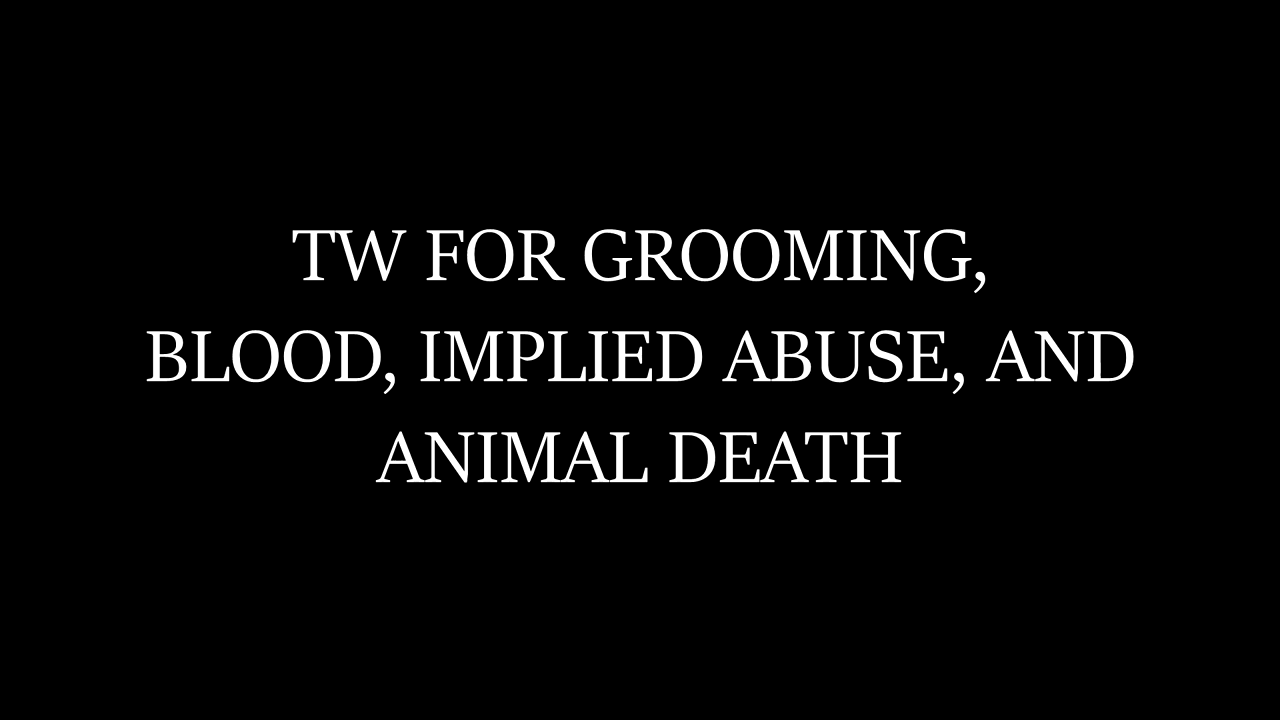 TW FOR GROOMING,
BLOOD, IMPLIED ABUSE, AND
ANIMAL DEATH